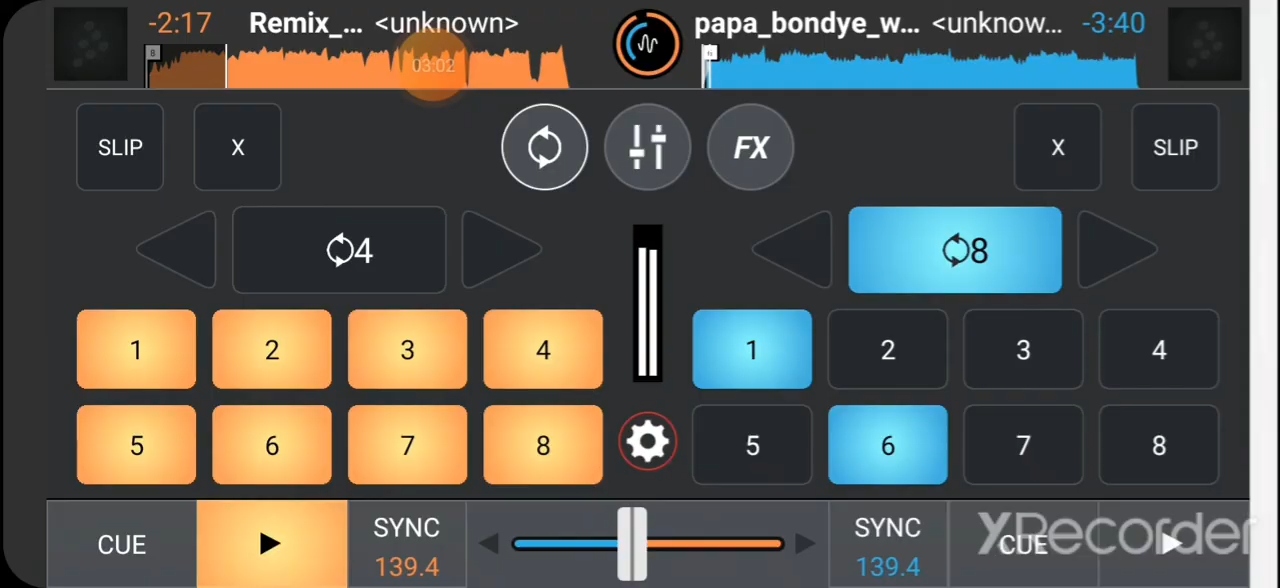 -2:17 Remix_... <unknown> papa_bondye_w... <unknow... -3:40
8
03:02
SLIP X FX X SLIP
4 8
1 2 3 4 1 2 3 4
5 6 7 8 5 6 7 8
CUE SYNC SYNC CUE
139.4 139.4
XRecorder